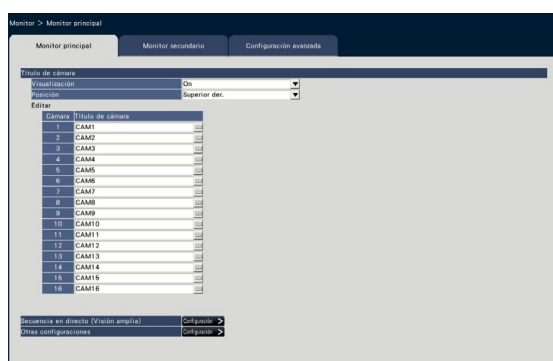 Monitor > Monitor principal
Monitor principal Monitor secundario Configuración avanzada
Título de cámara
Visualización On
Posición Superior der.
Editar
Cámara Título de cámara
1 CAM1
2 CAM2
3 CAM3
4 CAM4
5 CAM5
6 CAM6
7 CAM7
8 CAM8
9 CAM9
10 CAM10
11 CAM11
12 CAM12
13 CAM13
14 CAM14
15 CAM15
16 CAM16
Secuencia en directo (Visión amplia) Configuración >
Otras configuraciones Configuración >